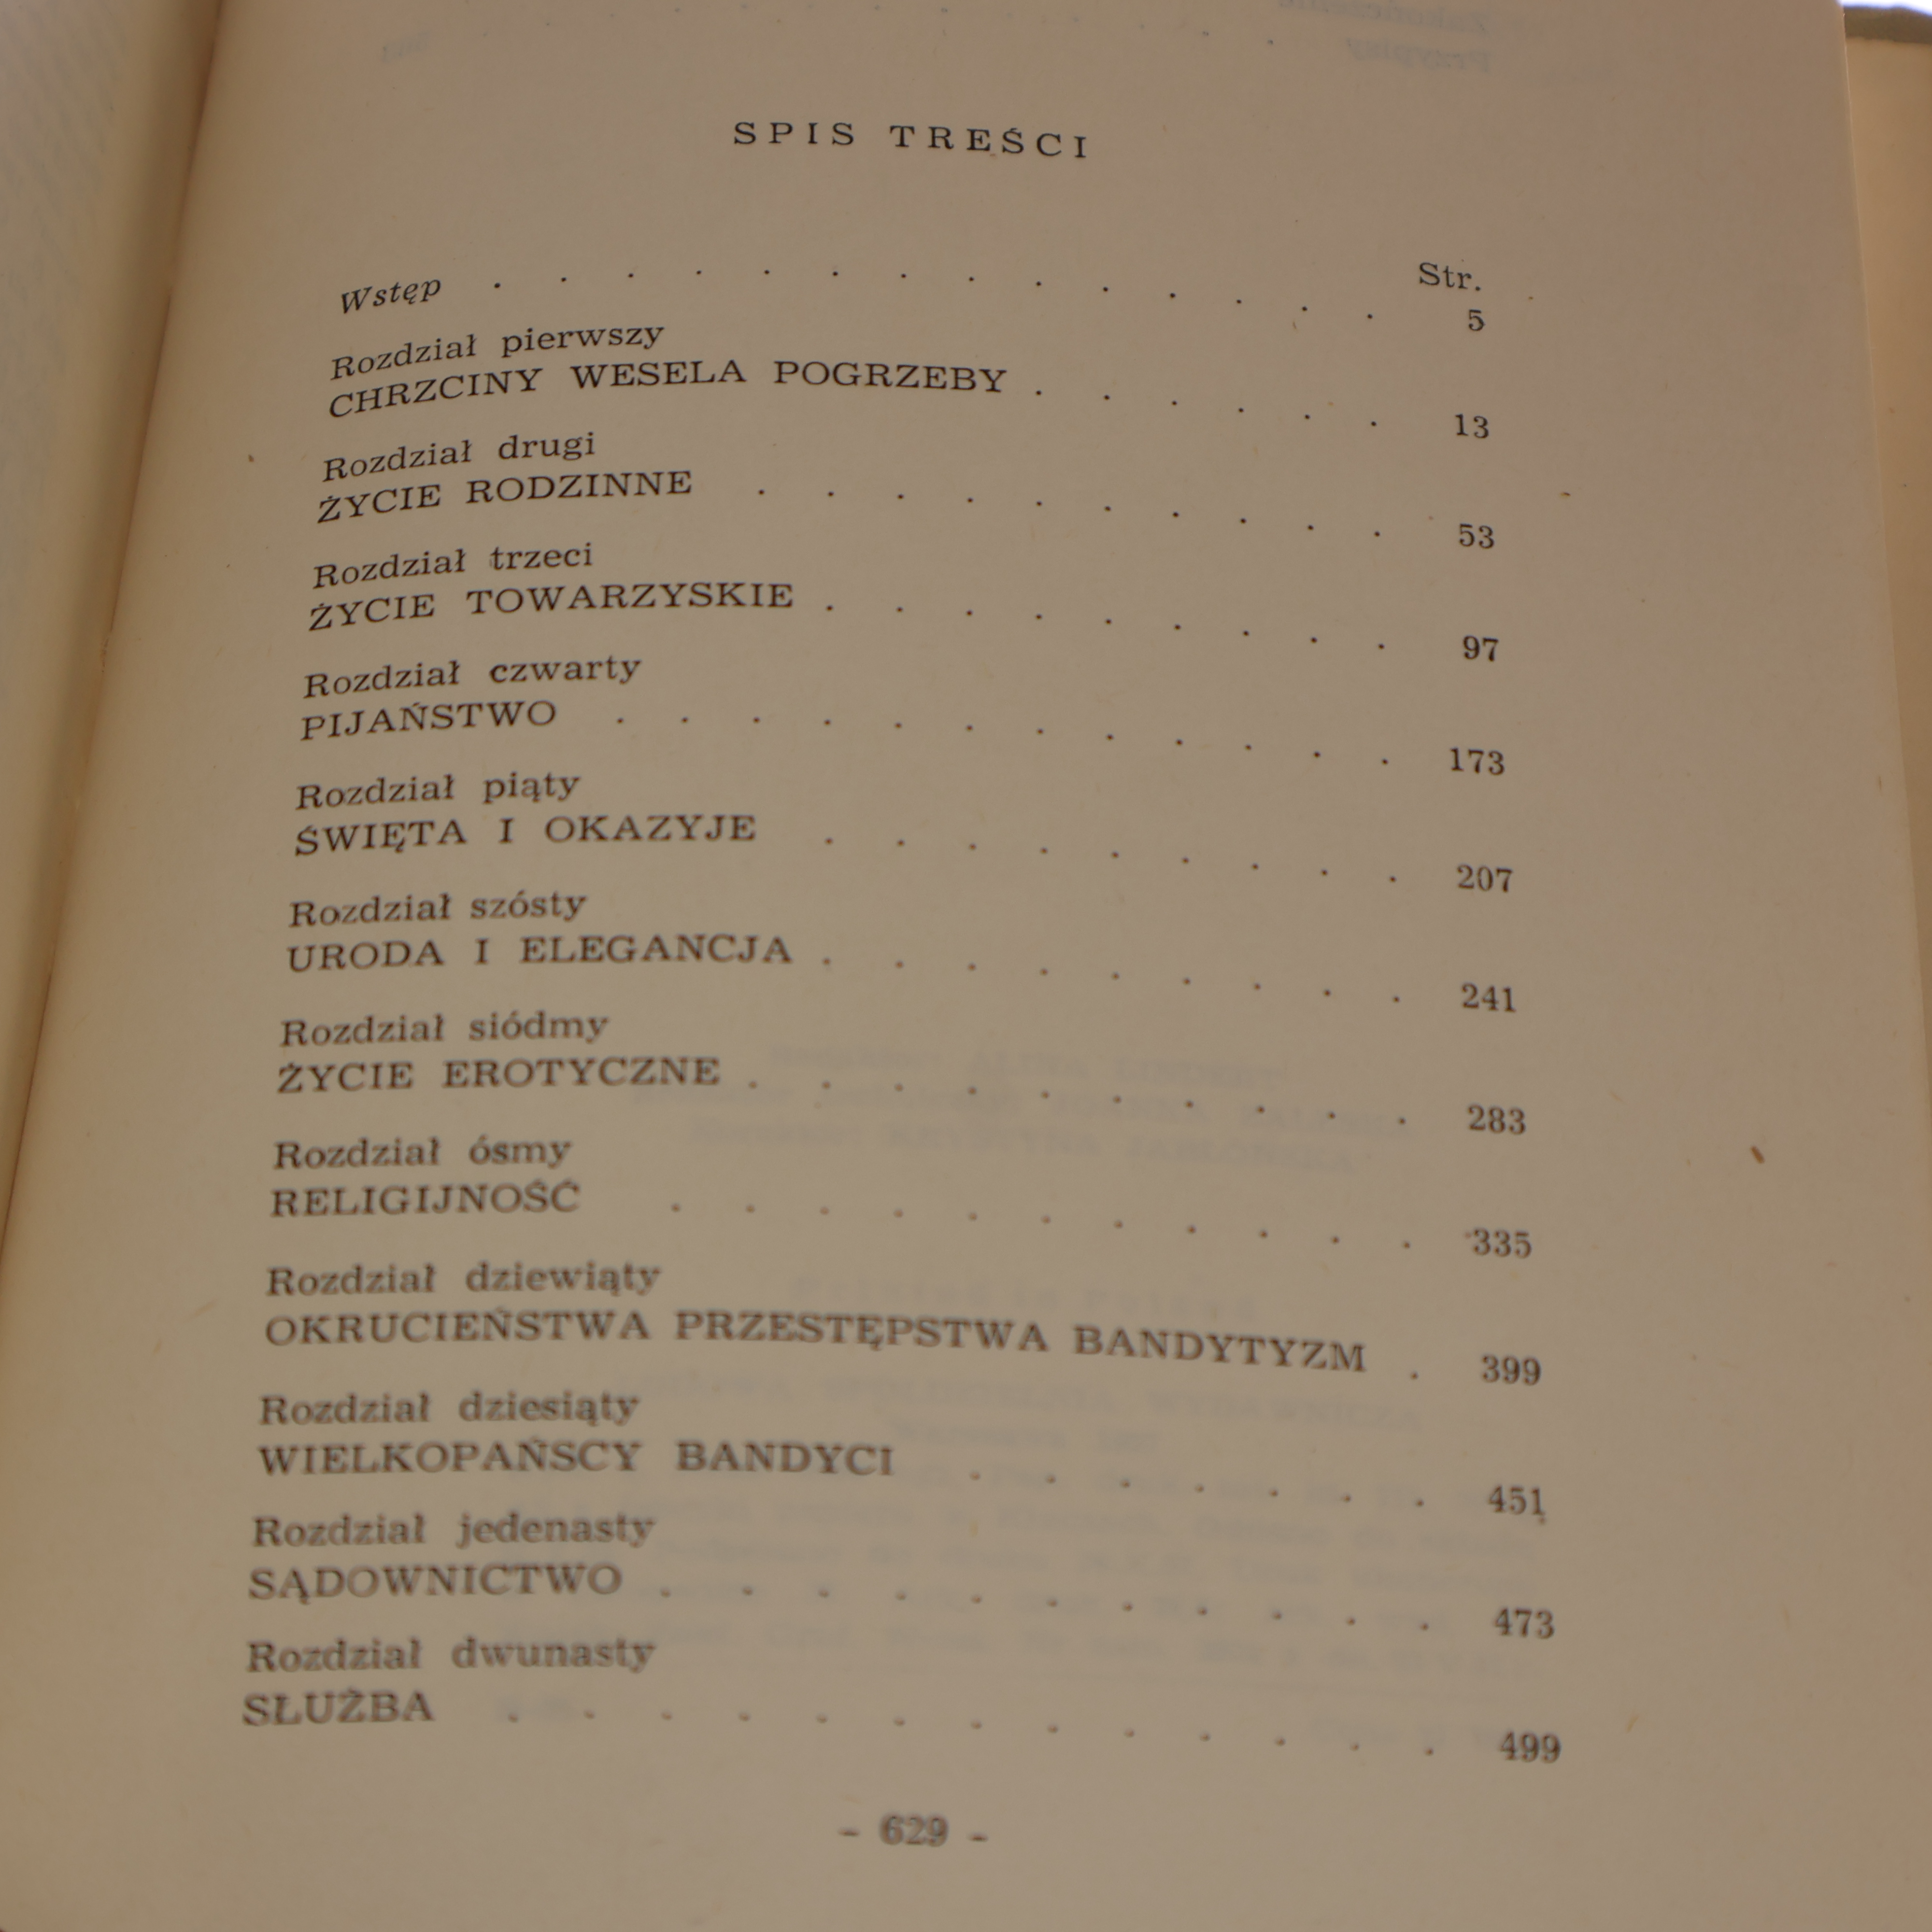 SPIS TREŚCI
Str.
Wstęp . . . . . . . . . . . . . . 5
Rozdział pierwszy
CHRZCINY WESELA POGRZEBY . . . . . . 13
Rozdział drugi
ŻYCIE RODZINNE . . . . . . . . . . 53
Rozdział trzeci
ŻYCIE TOWARZYSKIE . . . . . . . . . 97
Rozdział czwarty
PIJAŃSTWO . . . . . . . . . . . . 173
Rozdział piąty
ŚWIĘTA I OKAZYJE . . . . . . . . . 207
Rozdział szósty
URODA I ELEGANCJA . . . . . . . . . 241
Rozdział siódmy
ŻYCIE EROTYCZNE . . . . . . . . . . 283
Rozdział ósmy
RELIGIJNOŚĆ . . . . . . . . . . . 335
Rozdział dziewiąty
OKRUCIEŃSTWA PRZESTĘPSTWA BANDYTYZM . 399
Rozdział dziesiąty
WIELKOPAŃSCY BANDYCI . . . . . . . 451
Rozdział jedenasty
SĄDOWNICTWO . . . . . . . . . . . 473
Rozdział dwunasty
SŁUŻBA . . . . . . . . . . . . . 499
- 629 -